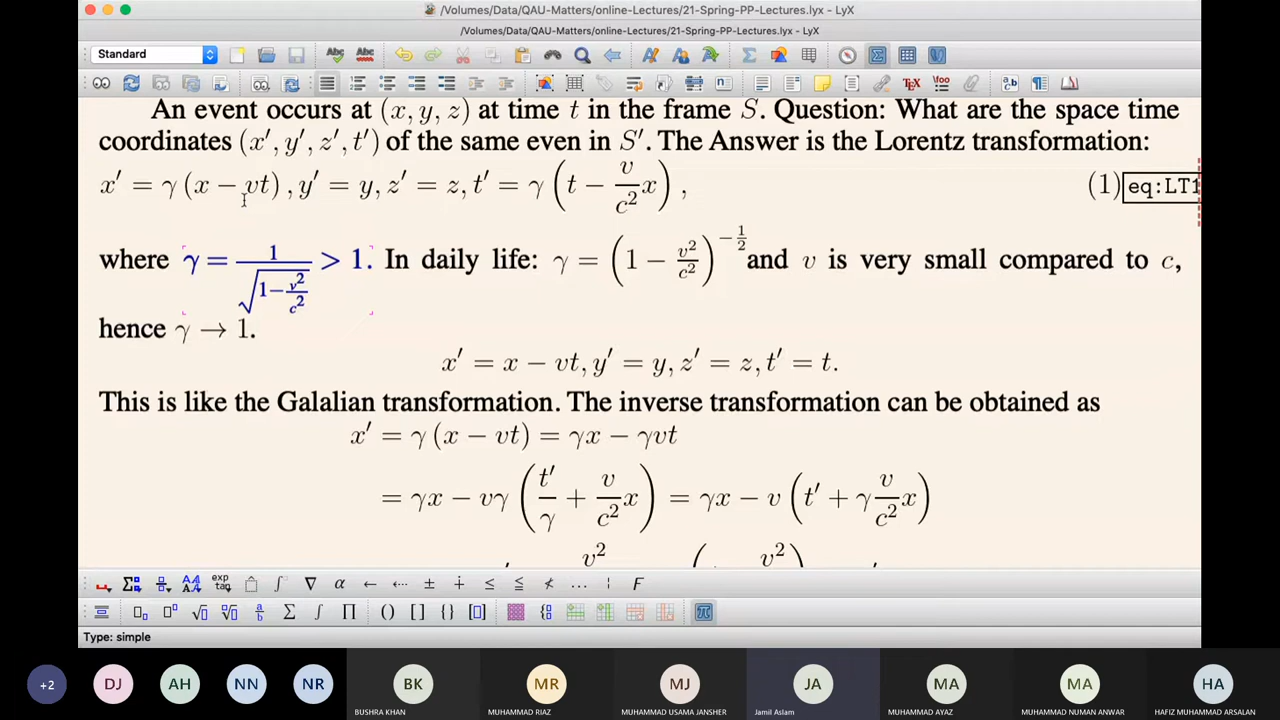 /Volumes/Data/QAU-Matters/online-Lectures/21-Spring-PP-Lectures.lyx - LyX
/Volumes/Data/QAU-Matters/online-Lectures/21-Spring-PP-Lectures.lyx - LyX
Standard
An event occurs at (x, y, z) at time t in the frame S. Question: What are the space time
coordinates (x′, y′, z′, t′) of the same even in S′. The Answer is the Lorentz transformation:
x′ = γ (x − vt) , y′ = y, z′ = z, t′ = γ (t − v/c² x) , (1) eq:LT1
where γ = 1/√(1−v²/c²) > 1. In daily life: γ = (1 − v²/c²)^(−1/2) and v is very small compared to c,
hence γ → 1.
x′ = x − vt, y′ = y, z′ = z, t′ = t.
This is like the Galalian transformation. The inverse transformation can be obtained as
x′ = γ (x − vt) = γx − γvt
= γx − vγ (t′/γ + v/c² x) = γx − v (t′ + γ v/c² x)
v² ( v² )
exp tag
Type: simple
+2 DJ AH NN NR BK MR MJ JA MA MA HA
BUSHRA KHAN MUHAMMAD RIAZ MUHAMMAD USAMA JANSHER Jamil Aslam MUHAMMAD AYAZ MUHAMMAD NUMAN ANWAR HAFIZ MUHAMMAD ARSALAN